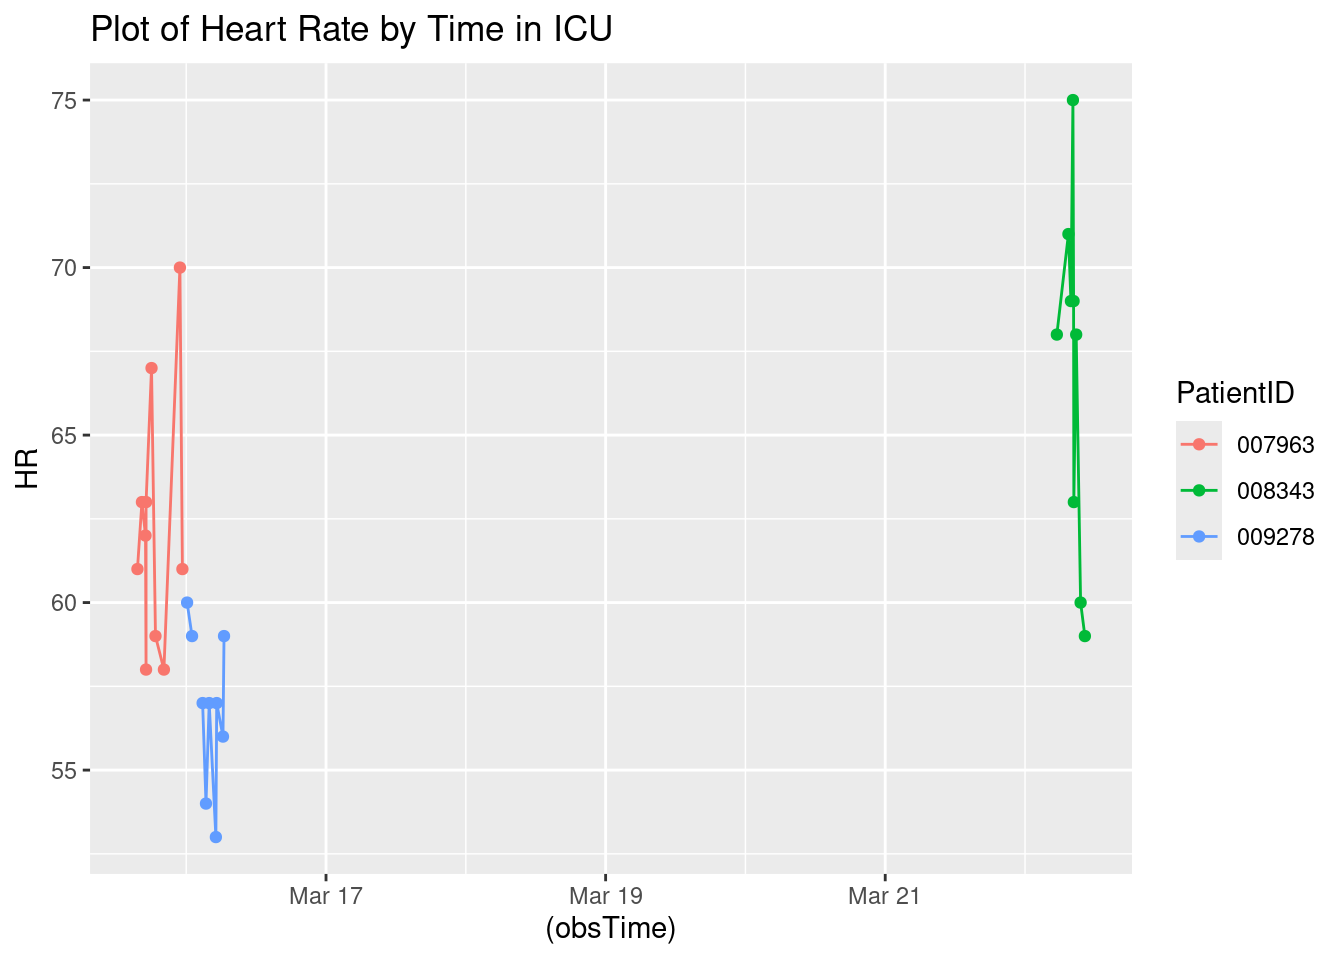 Plot of Heart Rate by Time in ICU
75
70
65
60
55
HR
Mar 17
Mar 19
Mar 21
(obsTime)
PatientID
007963
008343
009278